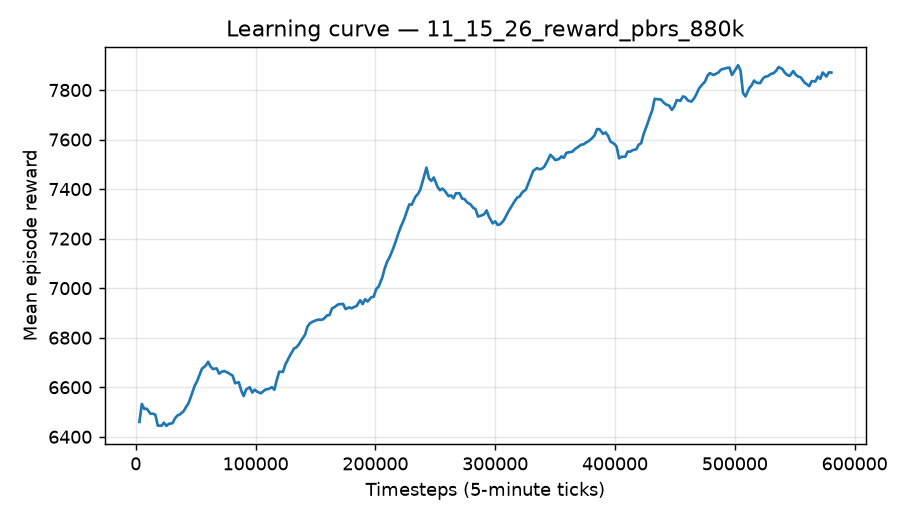 Learning curve — 11_15_26_reward_pbrs_880k
Mean episode reward
7800
7600
7400
7200
7000
6800
6600
6400
0 100000 200000 300000 400000 500000 600000
Timesteps (5-minute ticks)